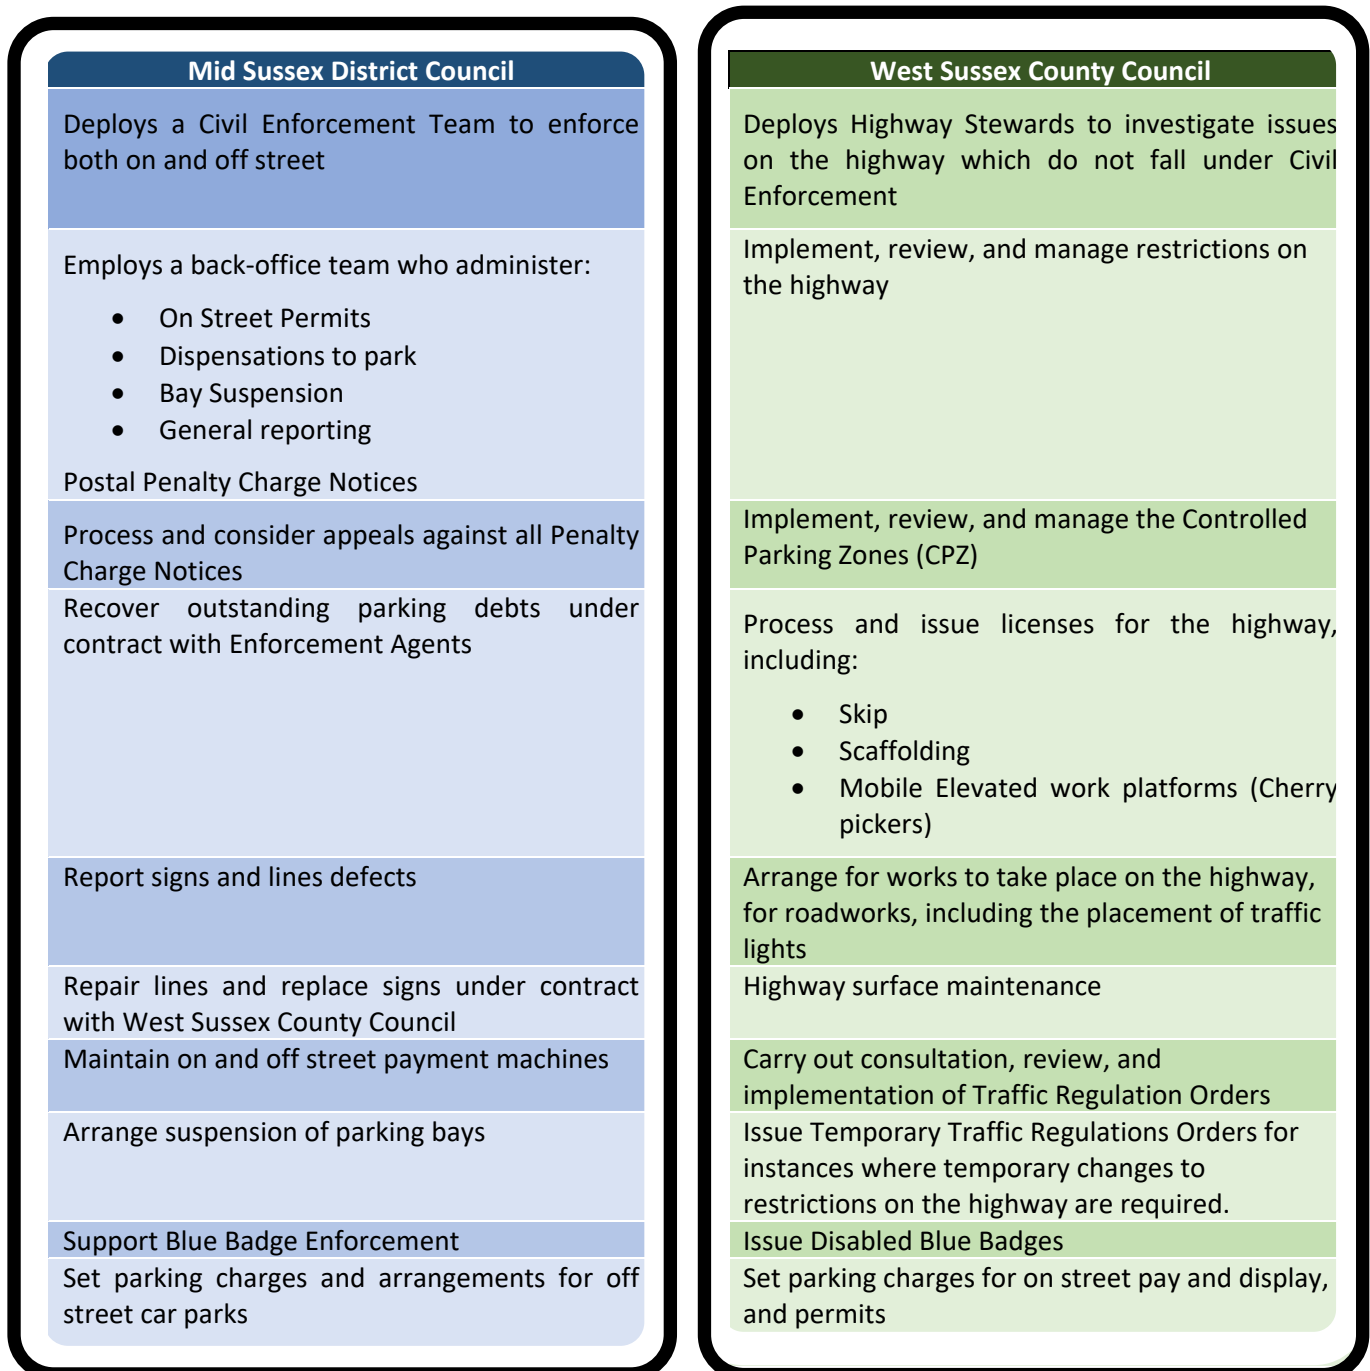 Mid Sussex District Council
Deploys a Civil Enforcement Team to enforce
both on and off street
Employs a back-office team who administer:
• On Street Permits
• Dispensations to park
• Bay Suspension
• General reporting
Postal Penalty Charge Notices
Process and consider appeals against all Penalty
Charge Notices
Recover outstanding parking debts under
contract with Enforcement Agents
Report signs and lines defects
Repair lines and replace signs under contract
with West Sussex County Council
Maintain on and off street payment machines
Arrange suspension of parking bays
Support Blue Badge Enforcement
Set parking charges and arrangements for off
street car parks
West Sussex County Council
Deploys Highway Stewards to investigate issues
on the highway which do not fall under Civil
Enforcement
Implement, review, and manage restrictions on
the highway
Implement, review, and manage the Controlled
Parking Zones (CPZ)
Process and issue licenses for the highway,
including:
• Skip
• Scaffolding
• Mobile Elevated work platforms (Cherry
pickers)
Arrange for works to take place on the highway,
for roadworks, including the placement of traffic
lights
Highway surface maintenance
Carry out consultation, review, and
implementation of Traffic Regulation Orders
Issue Temporary Traffic Regulations Orders for
instances where temporary changes to
restrictions on the highway are required.
Issue Disabled Blue Badges
Set parking charges for on street pay and display,
and permits